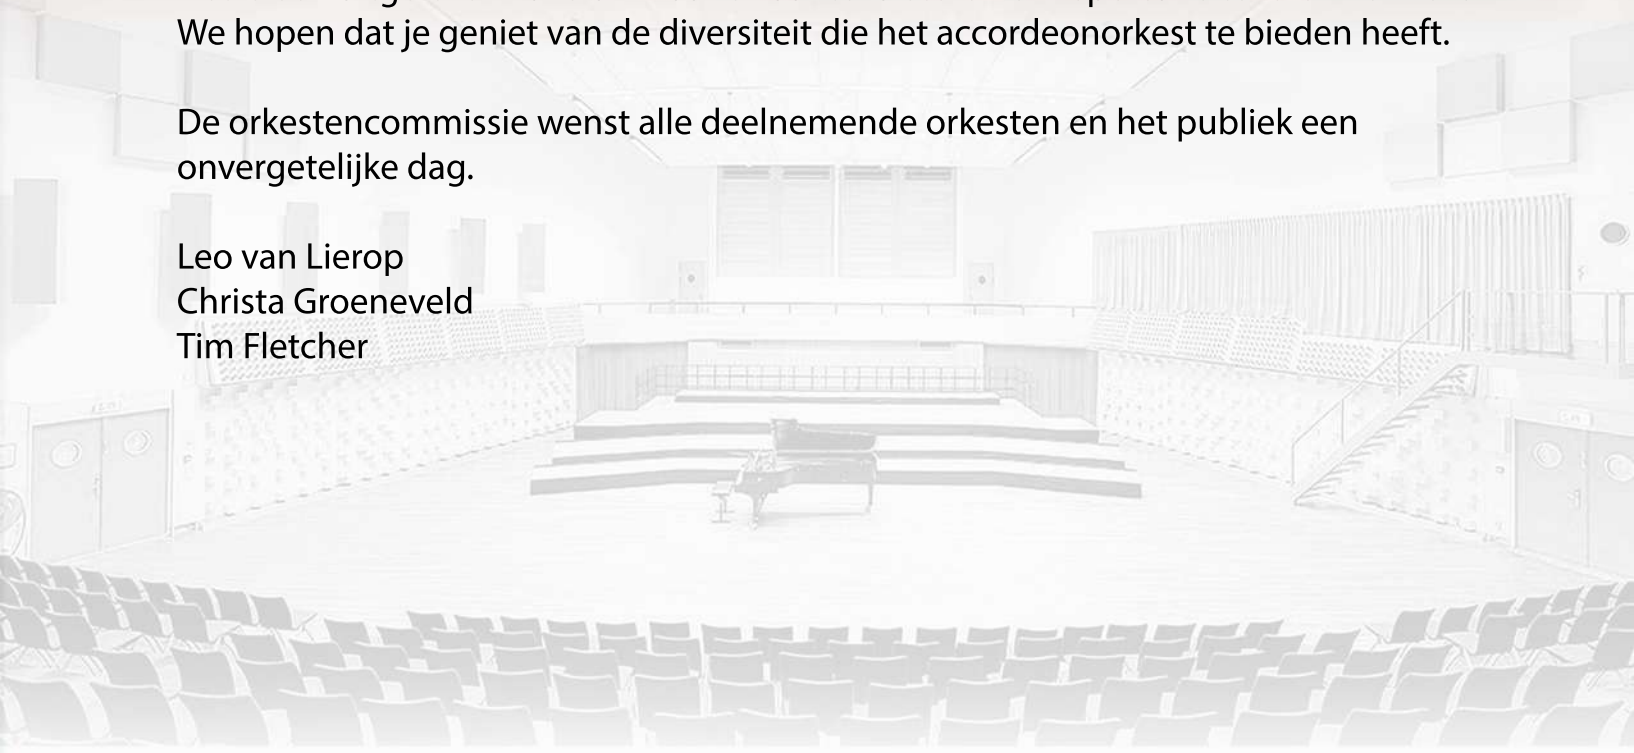 We hopen dat je geniet van de diversiteit die het accordeonorkest te bieden heeft.
De orkestencommissie wenst alle deelnemende orkesten en het publiek een
onvergetelijke dag.
Leo van Lierop
Christa Groeneveld
Tim Fletcher